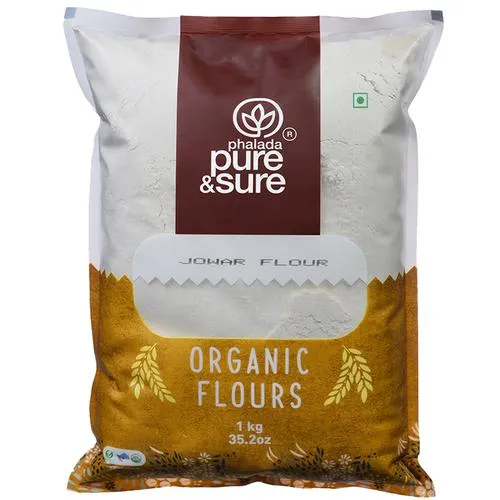 phalada
pure
&sure
®
JOWAR FLOUR
ORGANIC
FLOURS
1 kg
35.2oz